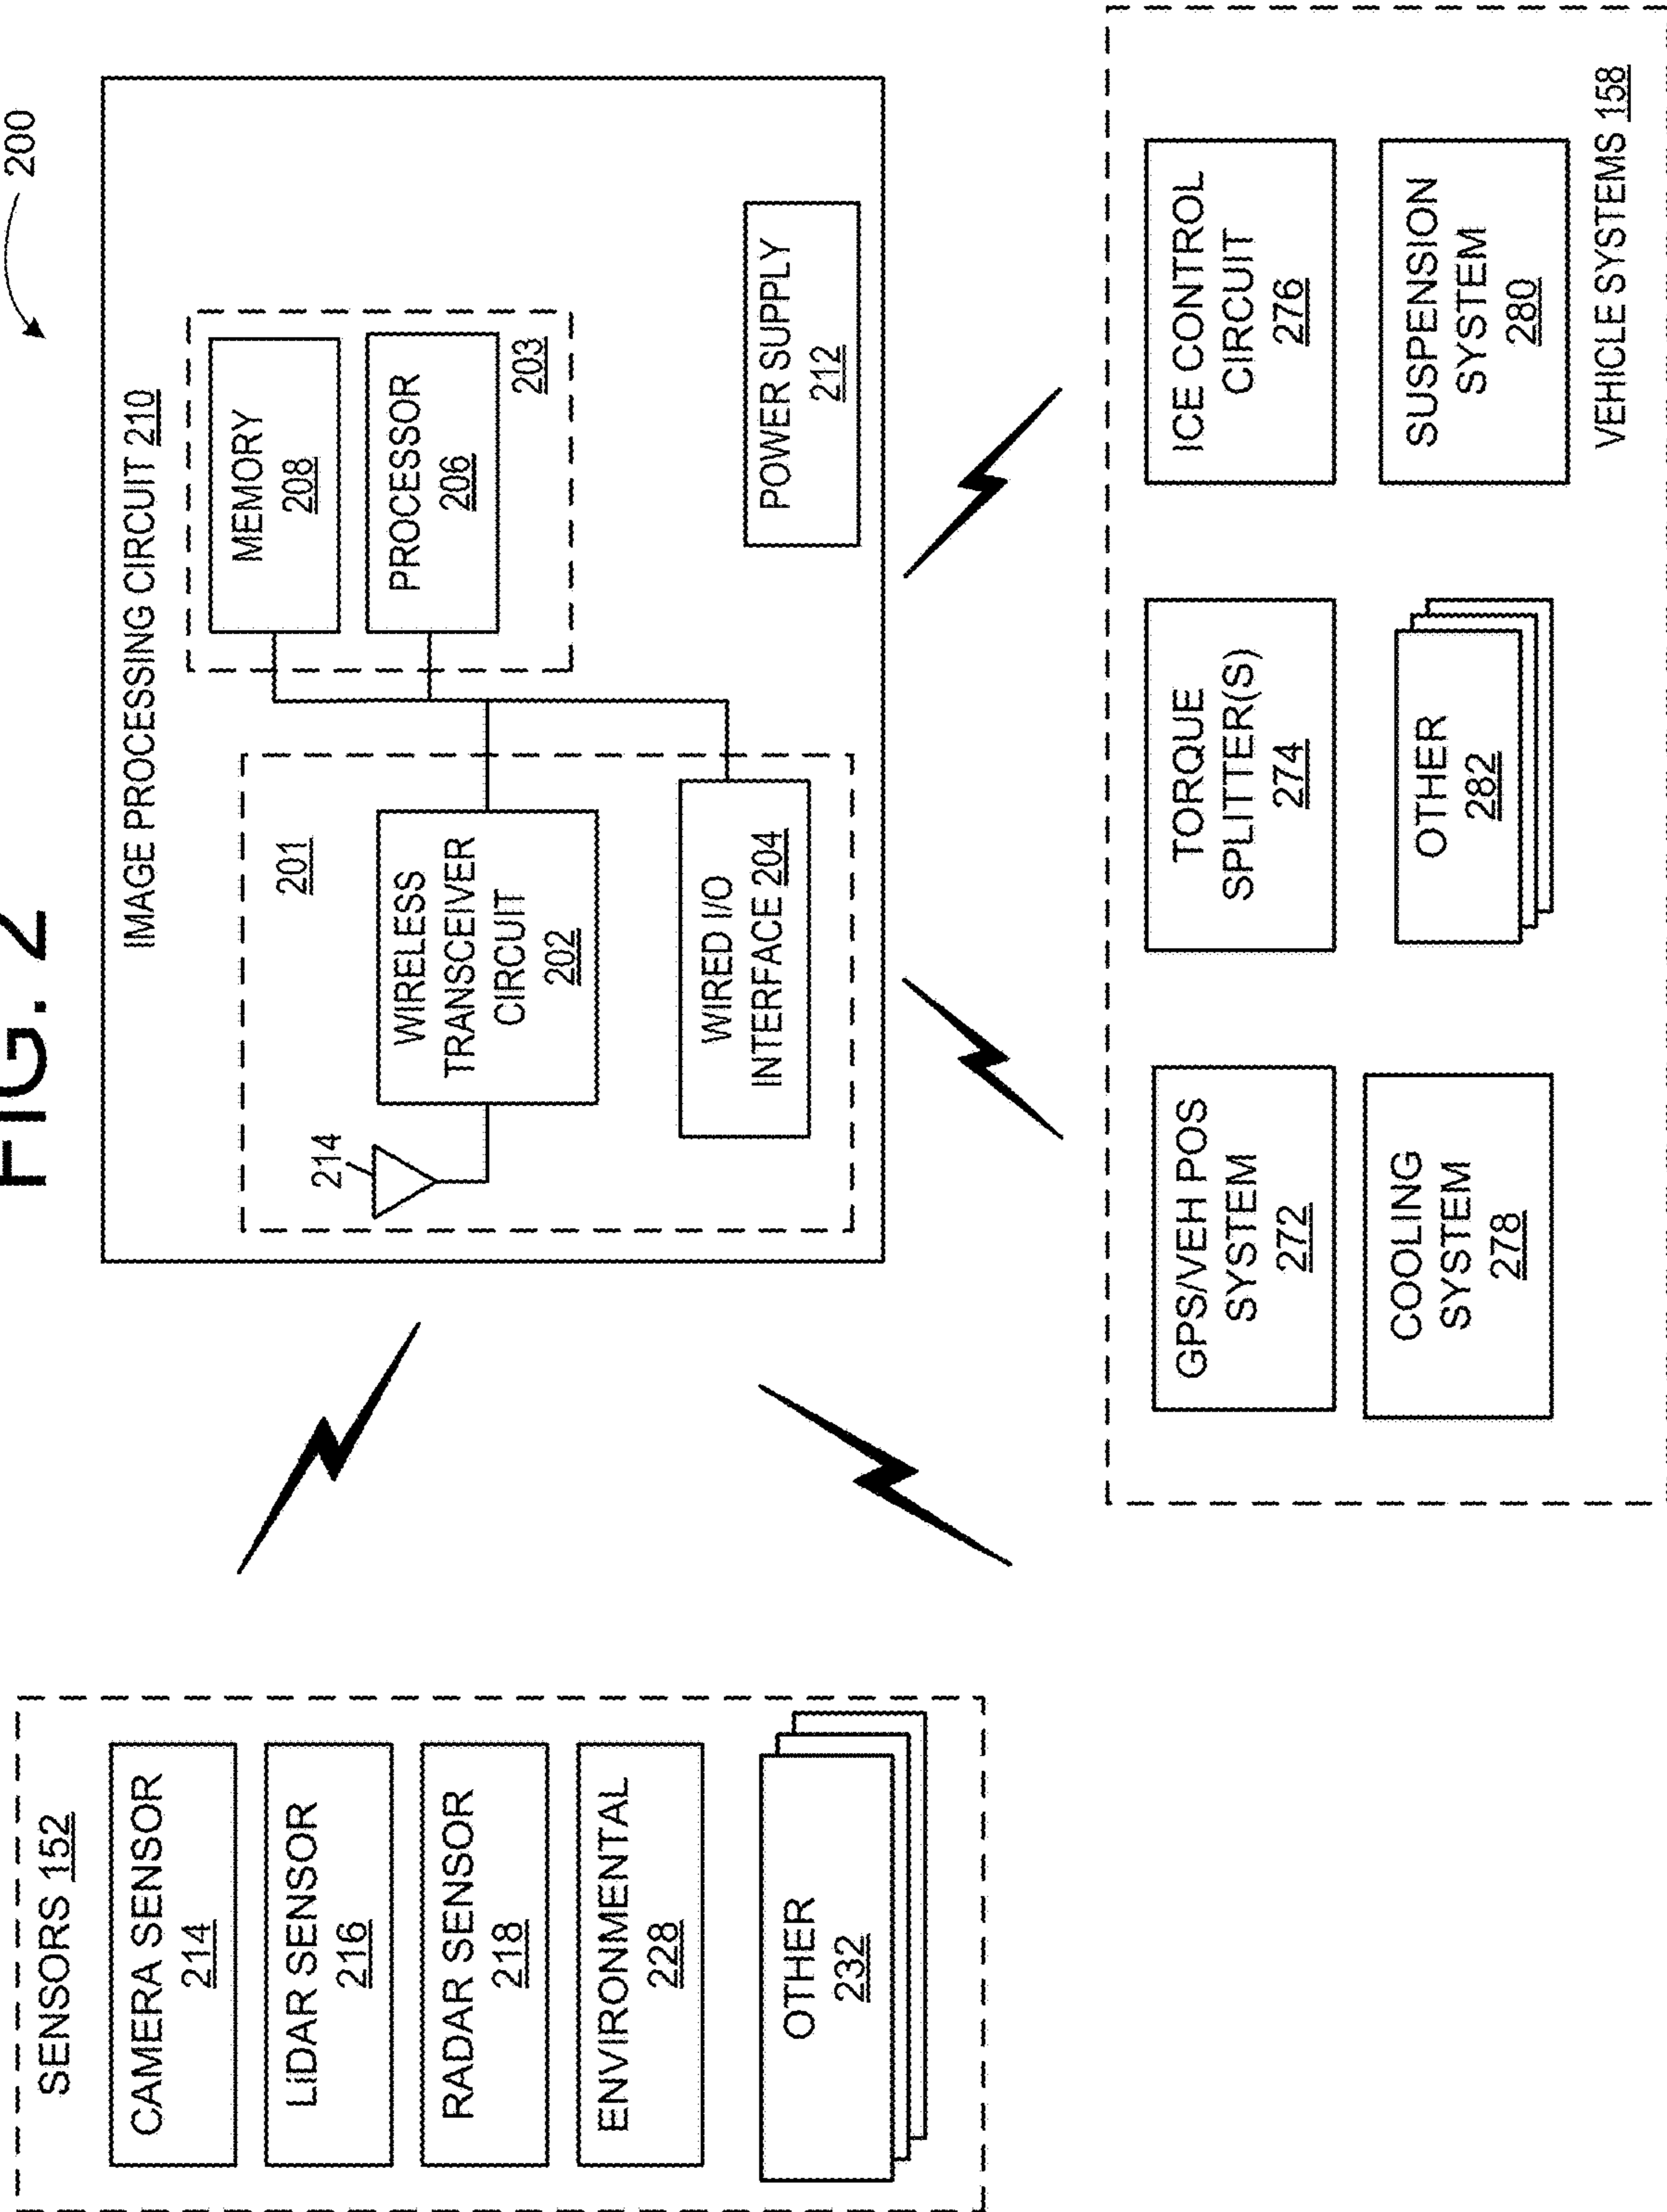 FIG. 2
200
SENSORS 152
CAMERA SENSOR
214
LiDAR SENSOR
216
RADAR SENSOR
218
ENVIRONMENTAL
228
OTHER
232
IMAGE PROCESSING CIRCUIT 210
201
214
WIRELESS
TRANSCEIVER
CIRCUIT
202
WIRED I/O
INTERFACE 204
MEMORY
208
PROCESSOR
206
203
POWER SUPPLY
212
GPS/VEH POS
SYSTEM
272
TORQUE
SPLITTER(S)
274
ICE CONTROL
CIRCUIT
276
COOLING
SYSTEM
278
OTHER
282
SUSPENSION
SYSTEM
280
VEHICLE SYSTEMS 158